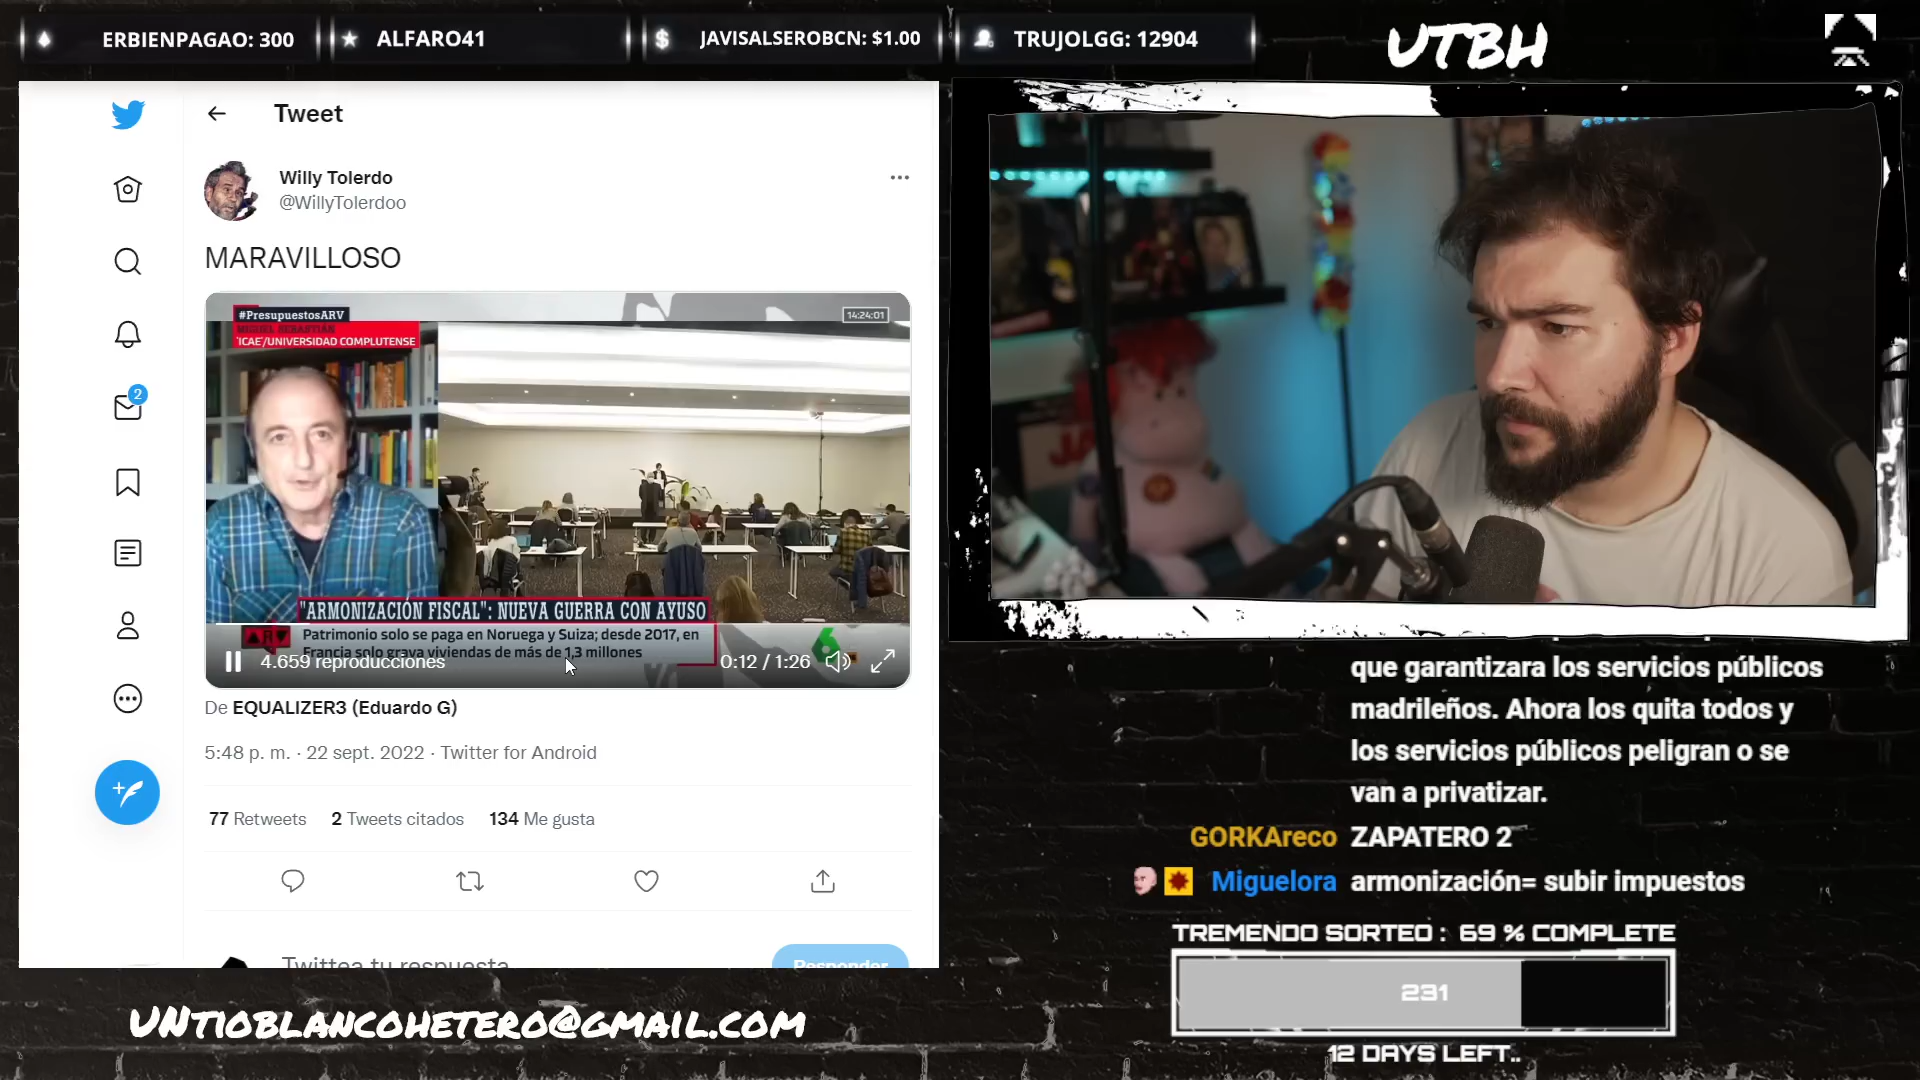 ERBIENPAGAO: 300
ALFARO41
JAVISALSEROBCN: $1.00
TRUJOLGG: 12904
UTBH
Tweet
Willy Tolerdo
@WillyTolerdoo
MARAVILLOSO
#PresupuestosARV
14:24:01
MIGUEL SEBASTIÁN
'ICAE'/UNIVERSIDAD COMPLUTENSE
"ARMONIZACIÓN FISCAL": NUEVA GUERRA CON AYUSO
ARV
Patrimonio solo se paga en Noruega y Suiza; desde 2017, en
Francia solo grava viviendas de más de 1,3 millones
4.659 reproducciones
0:12 / 1:26
6
2
De EQUALIZER3 (Eduardo G)
5:48 p. m. · 22 sept. 2022 · Twitter for Android
77 Retweets 2 Tweets citados 134 Me gusta
Twittea tu respuesta
Responder
que garantizara los servicios públicos
madrileños. Ahora los quita todos y
los servicios públicos peligran o se
van a privatizar.
GORKAreco ZAPATERO 2
Miguelora armonización= subir impuestos
TREMENDO SORTEO : 69 % COMPLETE
231
12 DAYS LEFT..
UNTIOBLANCOHETERO@GMAIL.COM